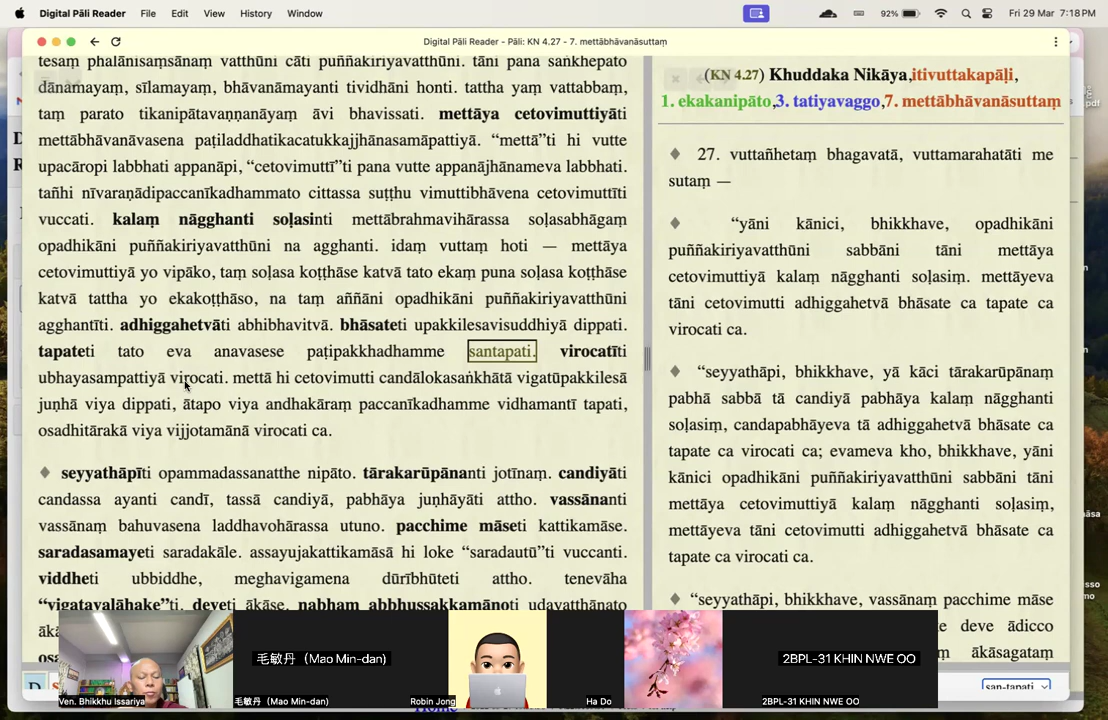 Digital Pāli Reader File Edit View History Window 92% Fri 29 Mar 7:18 PM
Digital Pāli Reader - Pāli: KN 4.27 - 7. mettābhāvanāsuttaṃ
tesaṃ phalānisaṃsānaṃ vatthūni cāti puññakiriyavatthūni. tāni pana saṅkhepato
dānamayaṃ, sīlamayaṃ, bhāvanāmayanti tividhāni honti. tattha yaṃ vattabbaṃ,
taṃ parato tikanipātavaṇṇanāyaṃ āvi bhavissati. mettāya cetovimuttiyāti
mettābhāvanāvasena paṭiladdhatikacatukkajjhānasamāpattiyā. “mettā”ti hi vutte
upacāropi labbhati appanāpi, “cetovimuttī”ti pana vutte appanājhānameva labbhati.
tañhi nīvaraṇādipaccanīkadhammato cittassa suṭṭhu vimuttibhāvena cetovimuttīti
vuccati. kalaṃ nāgghanti soḷasinti mettābrahmavihārassa soḷasabhāgaṃ
opadhikāni puññakiriyavatthūni na agghanti. idaṃ vuttaṃ hoti — mettāya
cetovimuttiyā yo vipāko, taṃ soḷasa koṭṭhāse katvā tato ekaṃ puna soḷasa koṭṭhāse
katvā tattha yo ekakoṭṭhāso, na taṃ aññāni opadhikāni puññakiriyavatthūni
agghantīti. adhiggahetvāti abhibhavitvā. bhāsateti upakkilesavisuddhiyā dippati.
tapateti tato eva anavasese paṭipakkhadhamme santapati. virocatīti
ubhayasampattiyā virocati. mettā hi cetovimutti candālokasaṅkhātā vigatūpakkilesā
juṇhā viya dippati, ātapo viya andhakāraṃ paccanīkadhamme vidhamantī tapati,
osadhitārakā viya vijjotamānā virocati ca.
♦ seyyathāpīti opammadassanatthe nipāto. tārakarūpānanti jotīnaṃ. candiyāti
candassa ayanti candī, tassā candiyā, pabhāya juṇhāyāti attho. vassānanti
vassānaṃ bahuvasena laddhavohārassa utuno. pacchime māseti kattikamāse.
saradasamayeti saradakāle. assayujakattikamāsā hi loke “saradautū”ti vuccanti.
viddheti ubbiddhe, meghavigamena dūrībhūteti attho. tenevāha
“vigatavalāhake”ti. deveti ākāse. nabhaṃ abbhussakkamānoti udayatthānato
(KN 4.27) Khuddaka Nikāya,itivuttakapāḷi,
1. ekakanipāto,3. tatiyavaggo,7. mettābhāvanāsuttaṃ
♦ 27. vuttañhetaṃ bhagavatā, vuttamarahatāti me
sutaṃ —
♦ “yāni kānici, bhikkhave, opadhikāni
puññakiriyavatthūni sabbāni tāni mettāya
cetovimuttiyā kalaṃ nāgghanti soḷasiṃ. mettāyeva
tāni cetovimutti adhiggahetvā bhāsate ca tapate ca
virocati ca.
♦ “seyyathāpi, bhikkhave, yā kāci tārakarūpānaṃ
pabhā sabbā tā candiyā pabhāya kalaṃ nāgghanti
soḷasiṃ, candapabhāyeva tā adhiggahetvā bhāsate ca
tapate ca virocati ca; evameva kho, bhikkhave, yāni
kānici opadhikāni puññakiriyavatthūni sabbāni tāni
mettāya cetovimuttiyā kalaṃ nāgghanti soḷasiṃ,
mettāyeva tāni cetovimutti adhiggahetvā bhāsate ca
tapate ca virocati ca.
♦ “seyyathāpi, bhikkhave, vassānaṃ pacchime māse
deve ādicco
ākāsagataṃ
san-tapati
毛敏丹（Mao Min-dan）
2BPL-31 KHIN NWE OO
Ven. Bhikkhu Issariya
毛敏丹（Mao Min-dan）
Robin Jong
Ha Do
2BPL-31 KHIN NWE OO